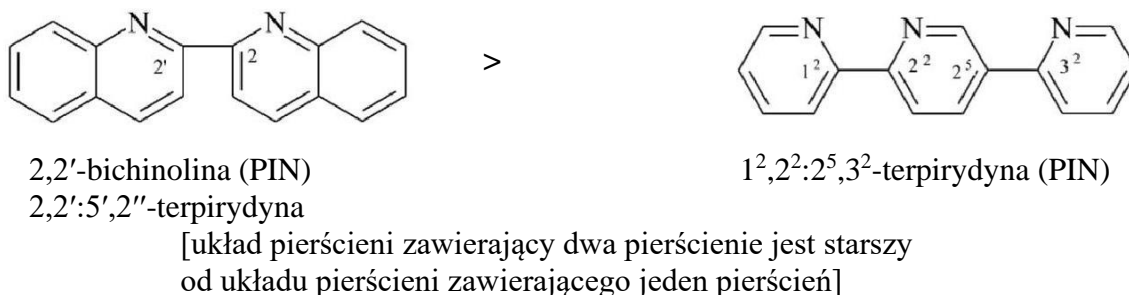 N N > N N N
2' 2 1² 2² 2⁵ 3²
2,2′-bichinolina (PIN) 1²,2²:2⁵,3²-terpirydyna (PIN)
2,2′:5′,2″-terpirydyna
[układ pierścieni zawierający dwa pierścienie jest starszy
od układu pierścieni zawierającego jeden pierścień]